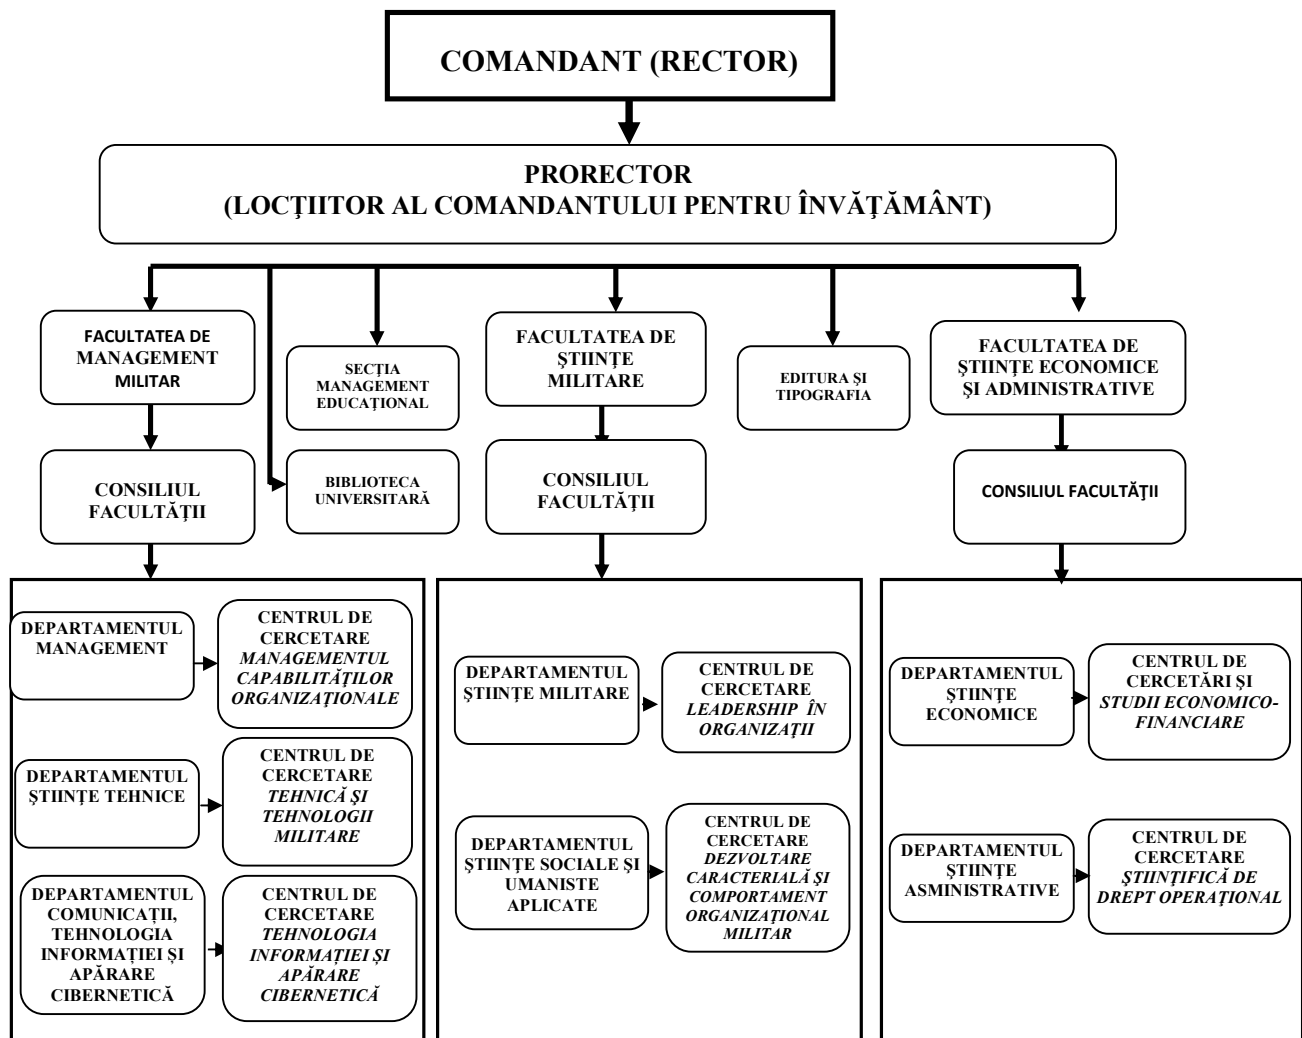 COMANDANT (RECTOR)
PRORECTOR
(LOCŢIITOR AL COMANDANTULUI PENTRU ÎNVĂŢĂMÂNT)
FACULTATEA DE
MANAGEMENT
MILITAR
SECŢIA
MANAGEMENT
EDUCAŢIONAL
FACULTATEA DE
ŞTIINŢE
MILITARE
EDITURA ŞI
TIPOGRAFIA
FACULTATEA DE
ŞTIINŢE ECONOMICE
ŞI ADMINISTRATIVE
CONSILIUL
FACULTĂŢII
BIBLIOTECA
UNIVERSITARĂ
CONSILIUL
FACULTĂŢII
CONSILIUL FACULTĂŢII
DEPARTAMENTUL
MANAGEMENT
CENTRUL DE
CERCETARE
MANAGEMENTUL
CAPABILITĂŢILOR
ORGANIZAŢIONALE
DEPARTAMENTUL
ŞTIINŢE TEHNICE
CENTRUL DE
CERCETARE
TEHNICĂ ŞI
TEHNOLOGII
MILITARE
DEPARTAMENTUL
COMUNICAȚII,
TEHNOLOGIA
INFORMAȚIEI ȘI
APĂRARE
CIBERNETICĂ
CENTRUL DE
CERCETARE
TEHNOLOGIA
INFORMAȚIEI ȘI
APĂRARE
CIBERNETICĂ
DEPARTAMENTUL
ŞTIINŢE MILITARE
CENTRUL DE
CERCETARE
LEADERSHIP ÎN
ORGANIZAŢII
DEPARTAMENTUL
ŞTIINŢE SOCIALE ŞI
UMANISTE
APLICATE
CENTRUL DE
CERCETARE
DEZVOLTARE
CARACTERIALĂ ŞI
COMPORTAMENT
ORGANIZAŢIONAL
MILITAR
DEPARTAMENTUL
ŞTIINŢE
ECONOMICE
CENTRUL DE
CERCETĂRI ŞI
STUDII ECONOMICO-
FINANCIARE
DEPARTAMENTUL
ŞTIINŢE
ASMINISTRATIVE
CENTRUL DE
CERCETARE
ŞTIINŢIFICĂ DE
DREPT OPERAŢIONAL